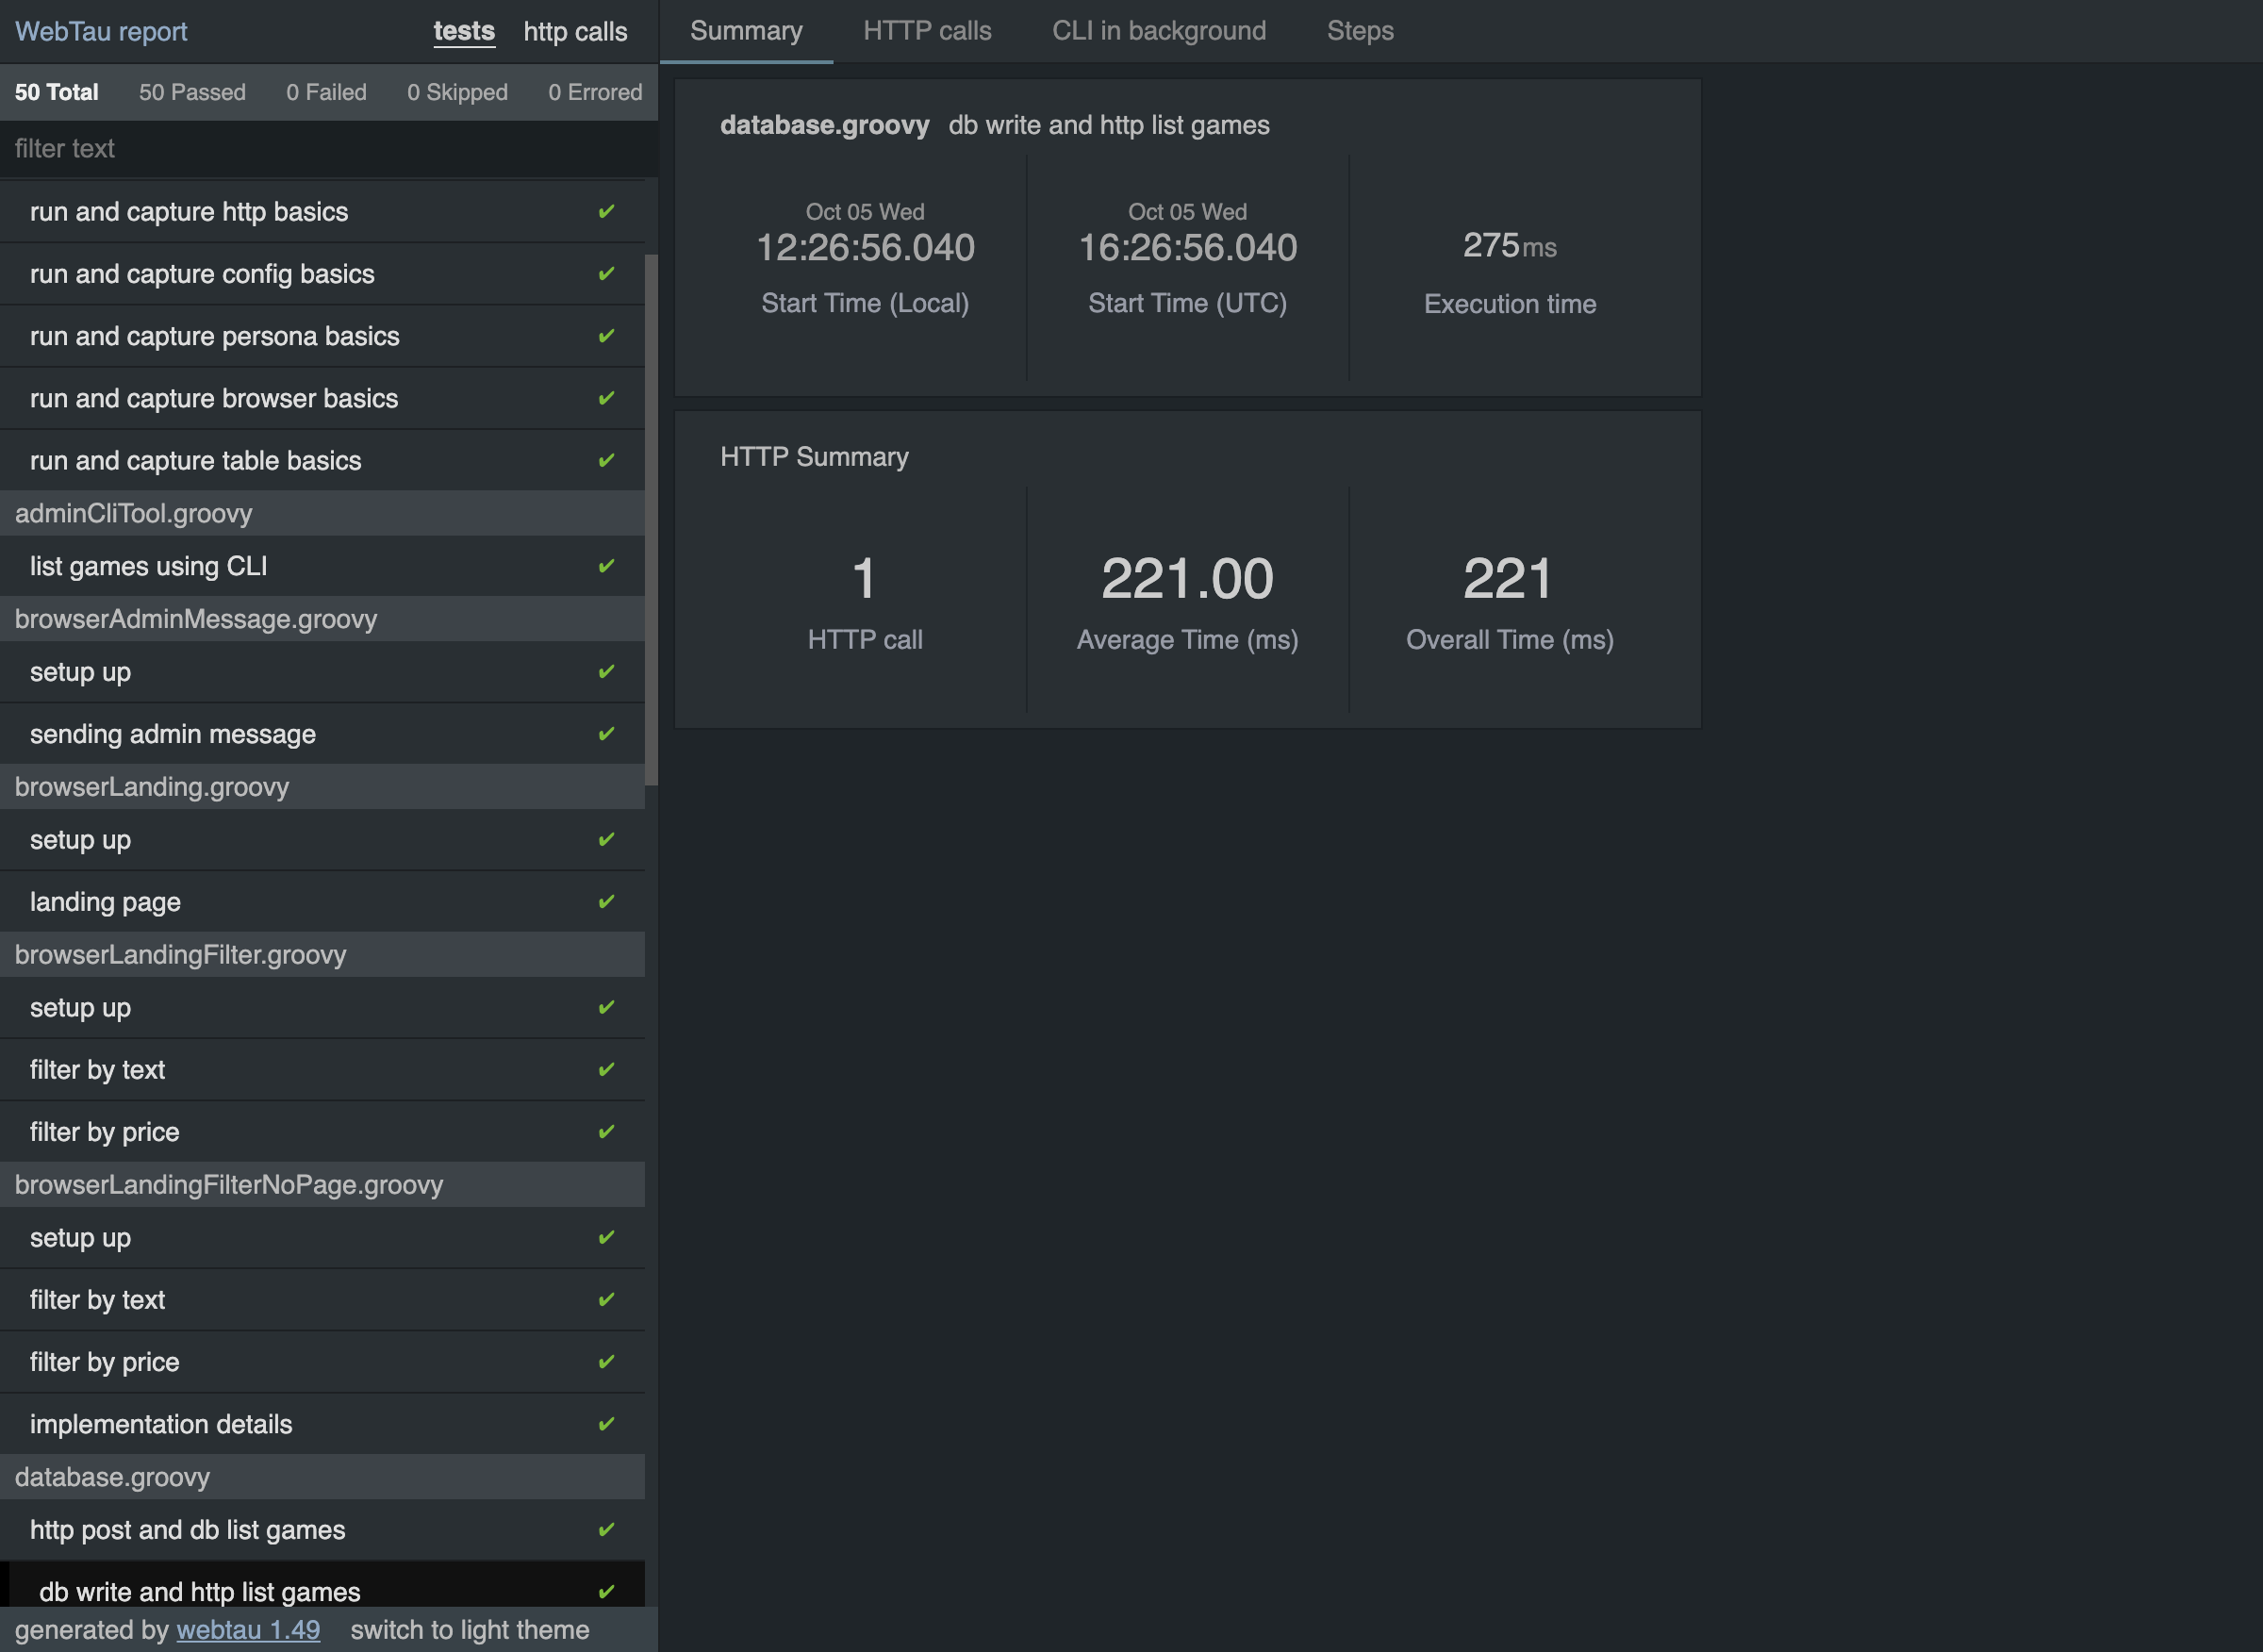 WebTau report tests http calls
50 Total 50 Passed 0 Failed 0 Skipped 0 Errored
filter text
run and capture http basics
run and capture config basics
run and capture persona basics
run and capture browser basics
run and capture table basics
adminCliTool.groovy
list games using CLI
browserAdminMessage.groovy
setup up
sending admin message
browserLanding.groovy
setup up
landing page
browserLandingFilter.groovy
setup up
filter by text
filter by price
browserLandingFilterNoPage.groovy
setup up
filter by text
filter by price
implementation details
database.groovy
http post and db list games
db write and http list games
generated by webtau 1.49 switch to light theme
Summary HTTP calls CLI in background Steps
database.groovy db write and http list games
Oct 05 Wed
12:26:56.040
Start Time (Local)
Oct 05 Wed
16:26:56.040
Start Time (UTC)
275ms
Execution time
HTTP Summary
1
HTTP call
221.00
Average Time (ms)
221
Overall Time (ms)